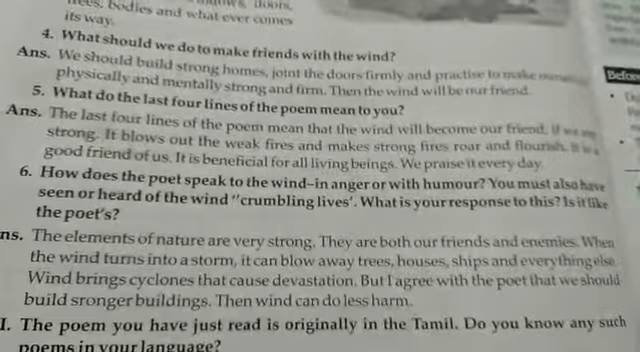 bodies and what ever comes
its way.
4. What should we do to make friends with the wind?
Ans. We should build strong homes, joint the doors firmly and practise to make
physically and mentally strong and firm. Then the wind will be our friend.
5. What do the last four lines of the poem mean to you?
Ans. The last four lines of the poem mean that the wind will become our friend, if we are
strong. It blows out the weak fires and makes strong fires roar and flourish. It is a
good friend of us. It is beneficial for all living beings. We praise it every day.
6. How does the poet speak to the wind–in anger or with humour? You must also have
seen or heard of the wind "crumbling lives'. What is your response to this? Is it like
the poet's?
ns. The elements of nature are very strong. They are both our friends and enemies. When
the wind turns into a storm, it can blow away trees, houses, ships and everything else.
Wind brings cyclones that cause devastation. But I agree with the poet that we should
build sronger buildings. Then wind can do less harm.
I. The poem you have just read is originally in the Tamil. Do you know any such
poems in your language?
Before